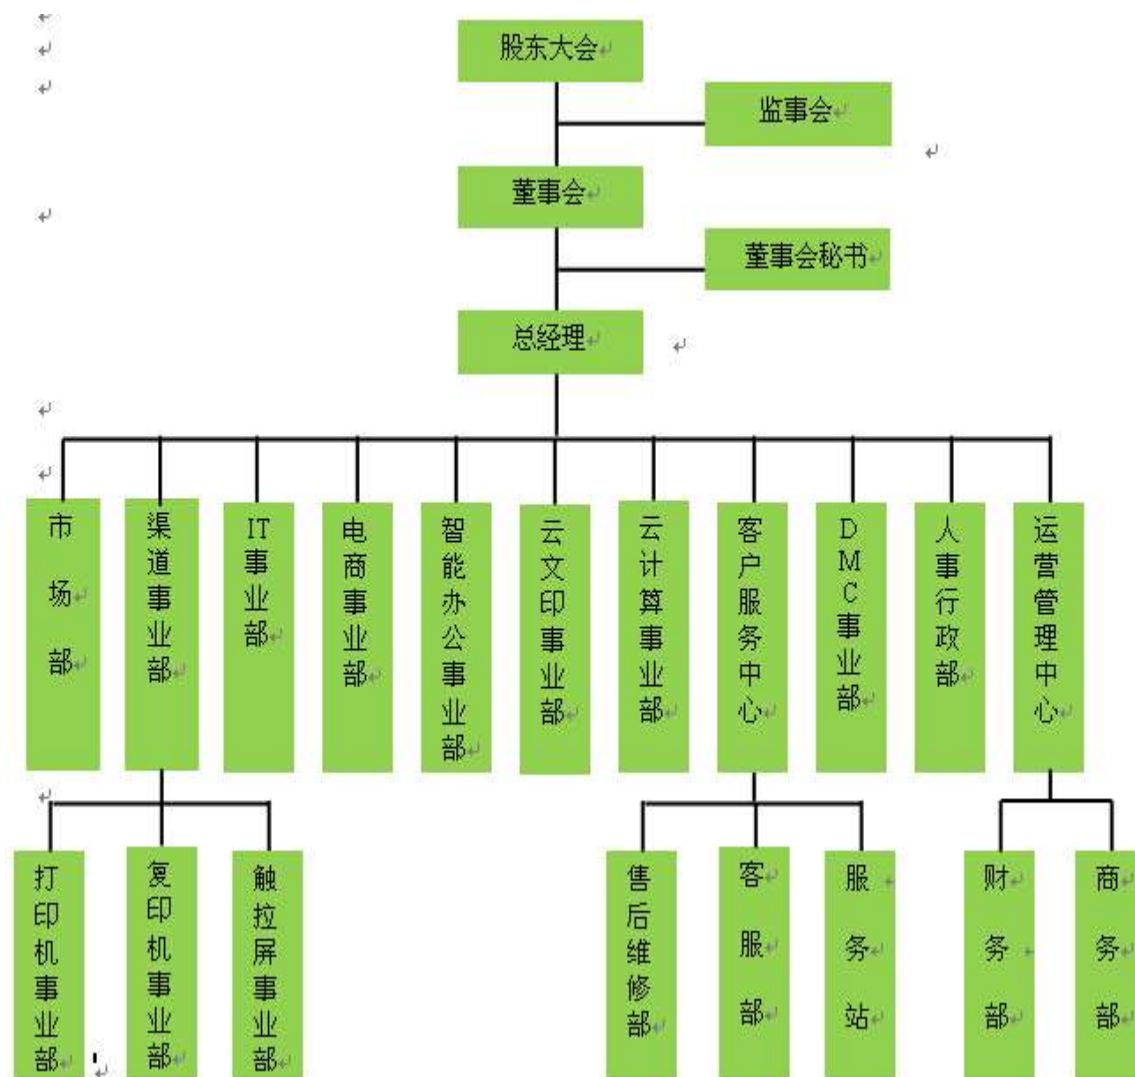 股东大会
监事会
董事会
董事会秘书
总经理
市场部
渠道事业部
IT事业部
电商事业部
智能办公事业部
云文印事业部
云计算事业部
客户服务中心
DMC事业部
人事行政部
运营管理中心
打印机事业部
复印机事业部
触拉屏事业部
售后维修部
客服部
服务站
财务部
商务部